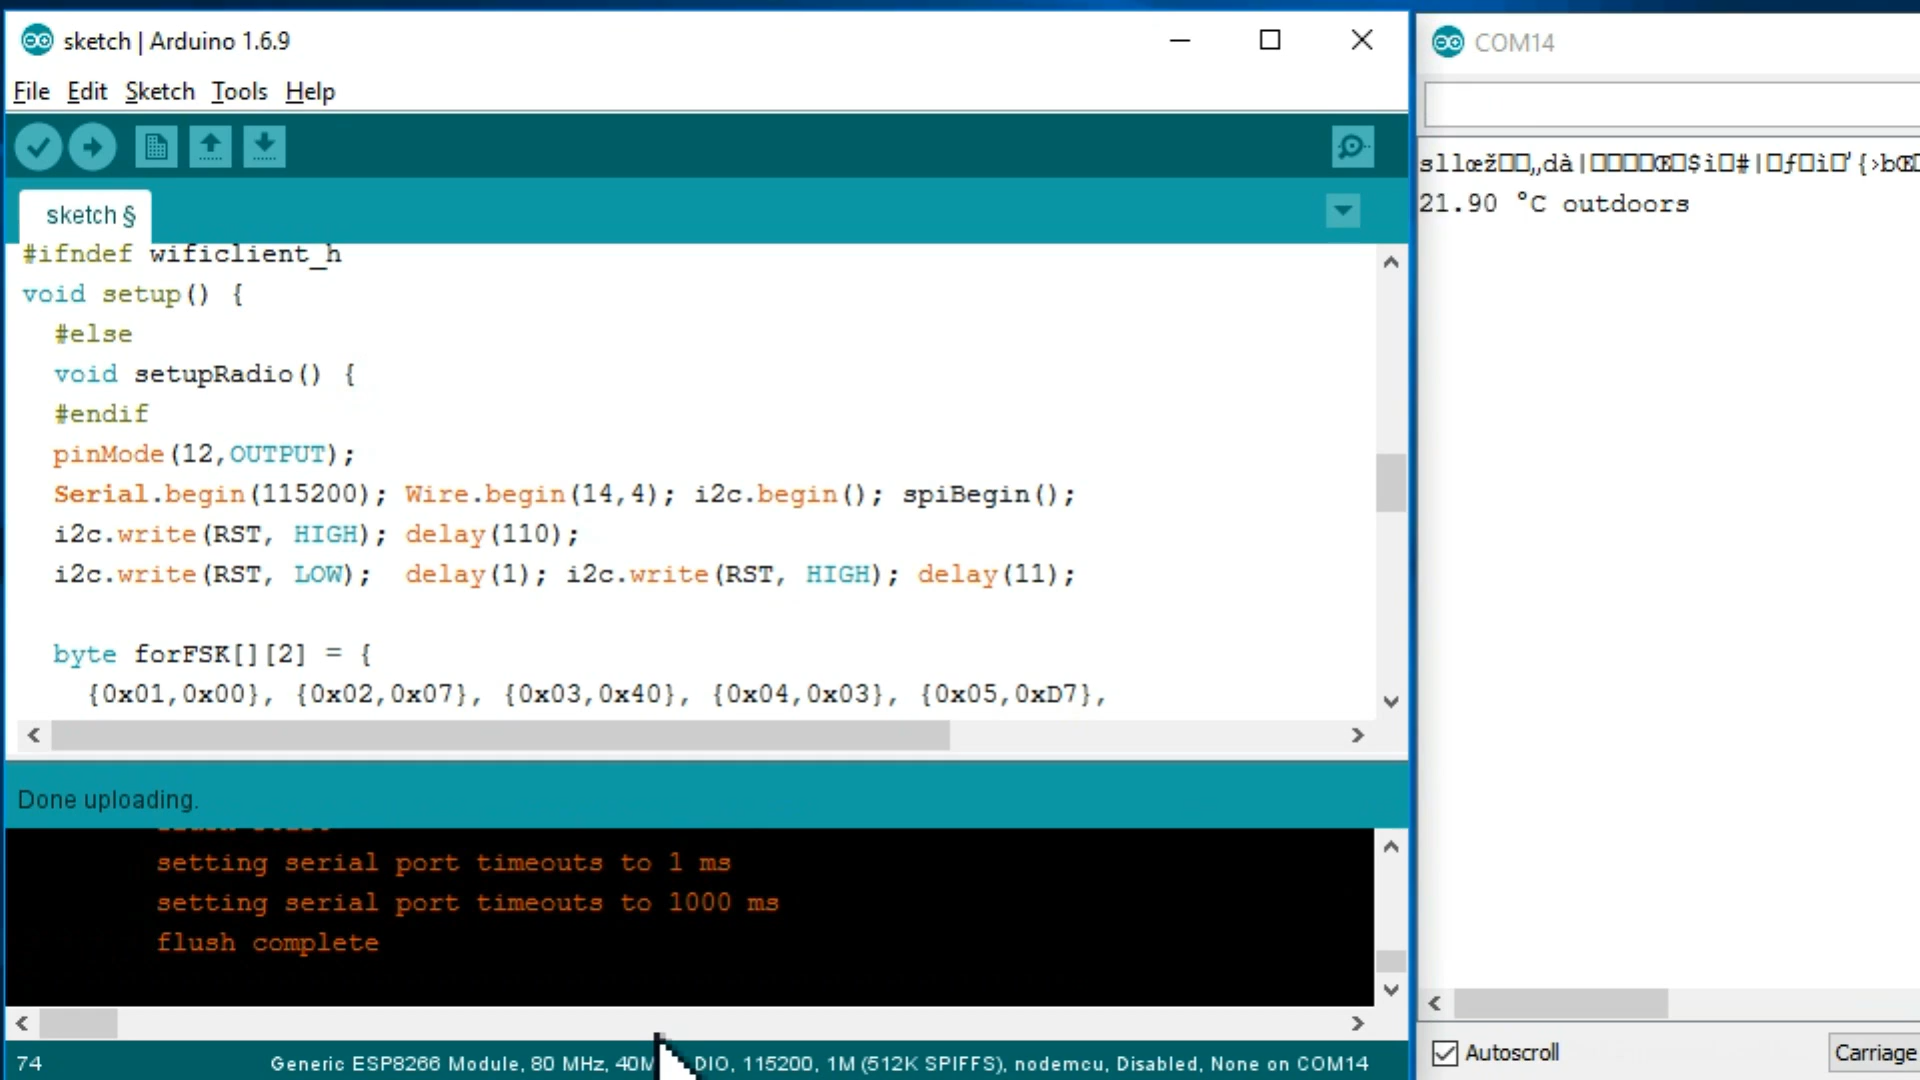 sketch | Arduino 1.6.9
File Edit Sketch Tools Help
sketch §
#ifndef wificlient_h
void setup() {
#else
void setupRadio() {
#endif
pinMode(12,OUTPUT);
Serial.begin(115200); Wire.begin(14,4); i2c.begin(); spiBegin();
i2c.write(RST, HIGH); delay(110);
i2c.write(RST, LOW);  delay(1); i2c.write(RST, HIGH); delay(11);
byte forFSK[][2] = {
{0x01,0x00}, {0x02,0x07}, {0x03,0x40}, {0x04,0x03}, {0x05,0xD7},
Done uploading.
setting serial port timeouts to 1 ms
setting serial port timeouts to 1000 ms
flush complete
74
Generic ESP8266 Module, 80 MHz, 40M DIO, 115200, 1M (512K SPIFFS), nodemcu, Disabled, None on COM14
COM14
21.90 °C outdoors
Autoscroll
Carriage